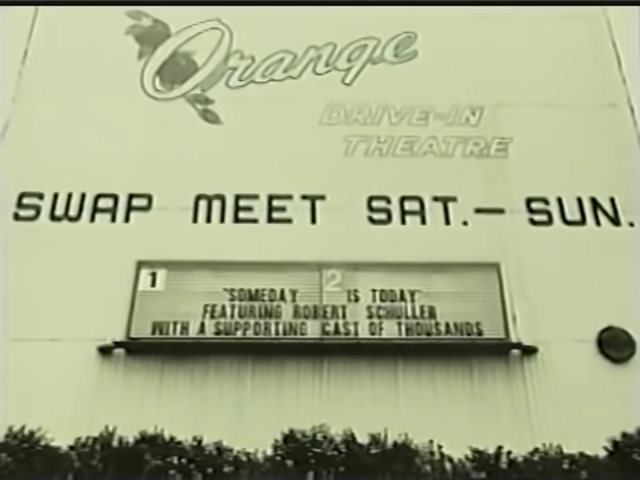 Orange
DRIVE-IN
THEATRE
SWAP MEET SAT.- SUN.
1 2
"SOMEDAY IS TODAY"
FEATURING ROBERT SCHULLER
WITH A SUPPORTING CAST OF THOUSANDS